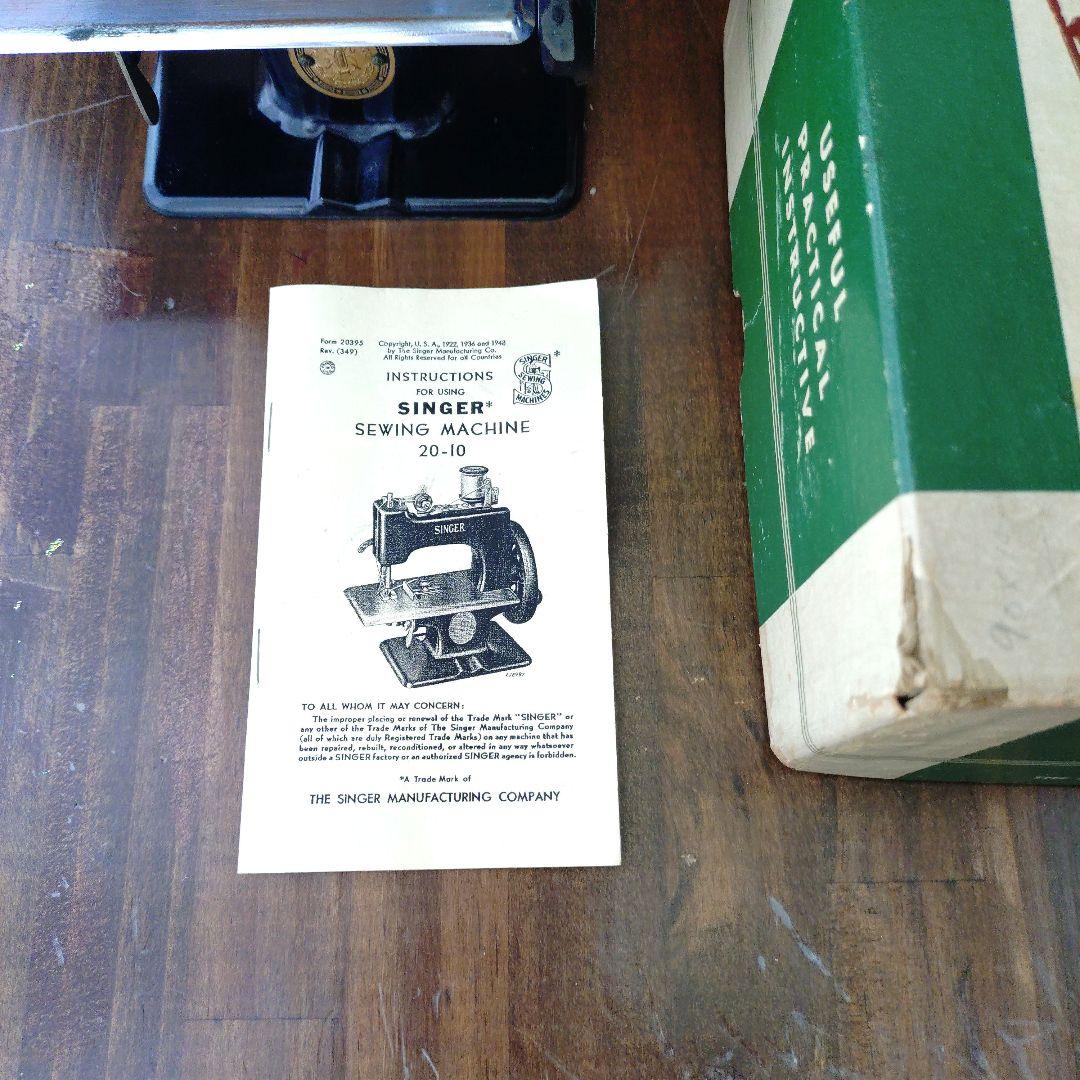 Form 20395
Rev. (349)
Copyright, U. S. A., 1922, 1936 and 1948
by The Singer Manufacturing Co.
All Rights Reserved for all Countries
INSTRUCTIONS
FOR USING
SINGER*
SEWING MACHINE
20-10
SINGER
SEWING
MACHINES
*
SINGER
TO ALL WHOM IT MAY CONCERN:
The improper placing or renewal of the Trade Mark "SINGER" or
any other of the Trade Marks of The Singer Manufacturing Company
(all of which are duly Registered Trade Marks) on any machine that has
been repaired, rebuilt, reconditioned, or altered in any way whatsoever
outside a SINGER factory or an authorized SINGER agency is forbidden.
*A Trade Mark of
THE SINGER MANUFACTURING COMPANY
USEFUL
PRACTICAL
INSTRUCTIVE